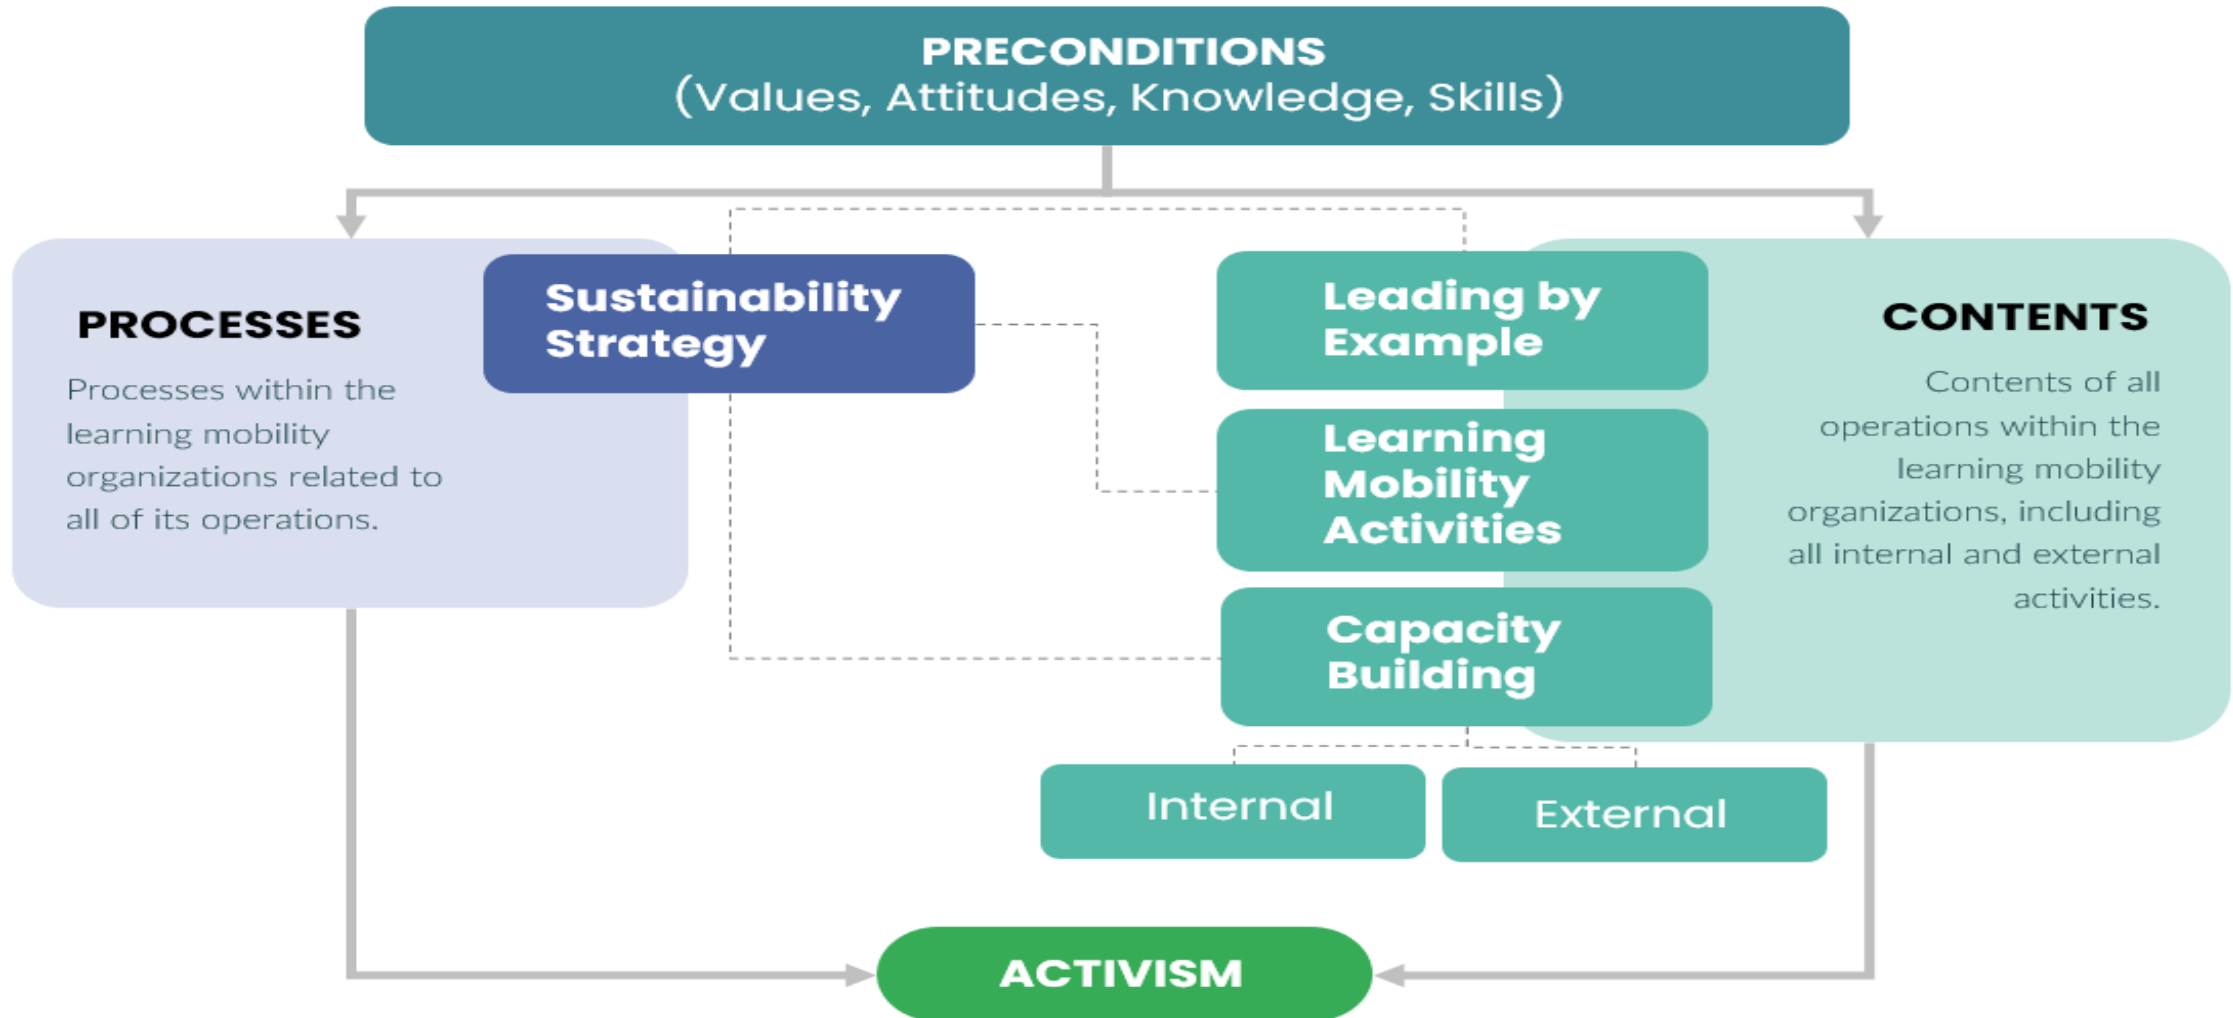 PRECONDITIONS
(Values, Attitudes, Knowledge, Skills)
PROCESSES
Processes within the
learning mobility
organizations related to
all of its operations.
Sustainability
Strategy
Leading by
Example
Learning
Mobility
Activities
Capacity
Building
Internal
External
CONTENTS
Contents of all
operations within the
learning mobility
organizations, including
all internal and external
activities.
ACTIVISM